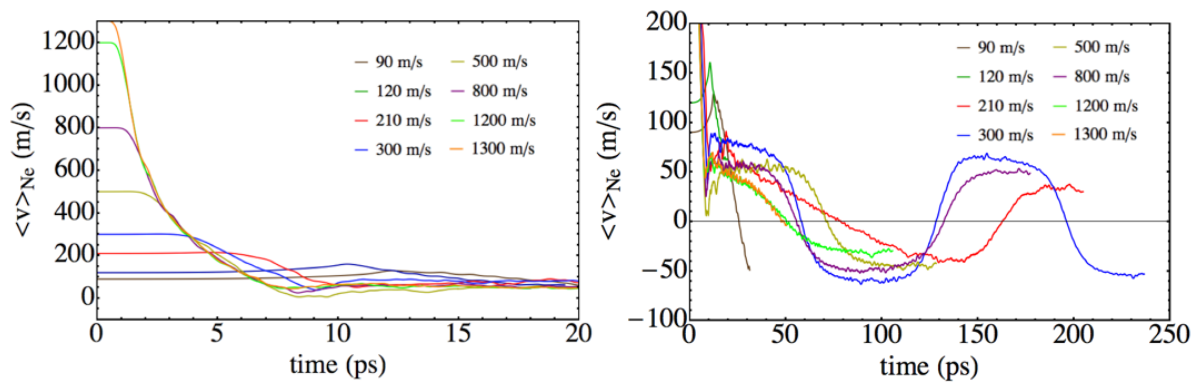 1200
1000
800
600
400
200
0
<v>Ne (m/s)
90 m/s
120 m/s
210 m/s
300 m/s
500 m/s
800 m/s
1200 m/s
1300 m/s
0 5 10 15 20
time (ps)
200
150
100
50
0
−50
−100
<v>Ne (m/s)
90 m/s
120 m/s
210 m/s
300 m/s
500 m/s
800 m/s
1200 m/s
1300 m/s
0 50 100 150 200 250
time (ps)